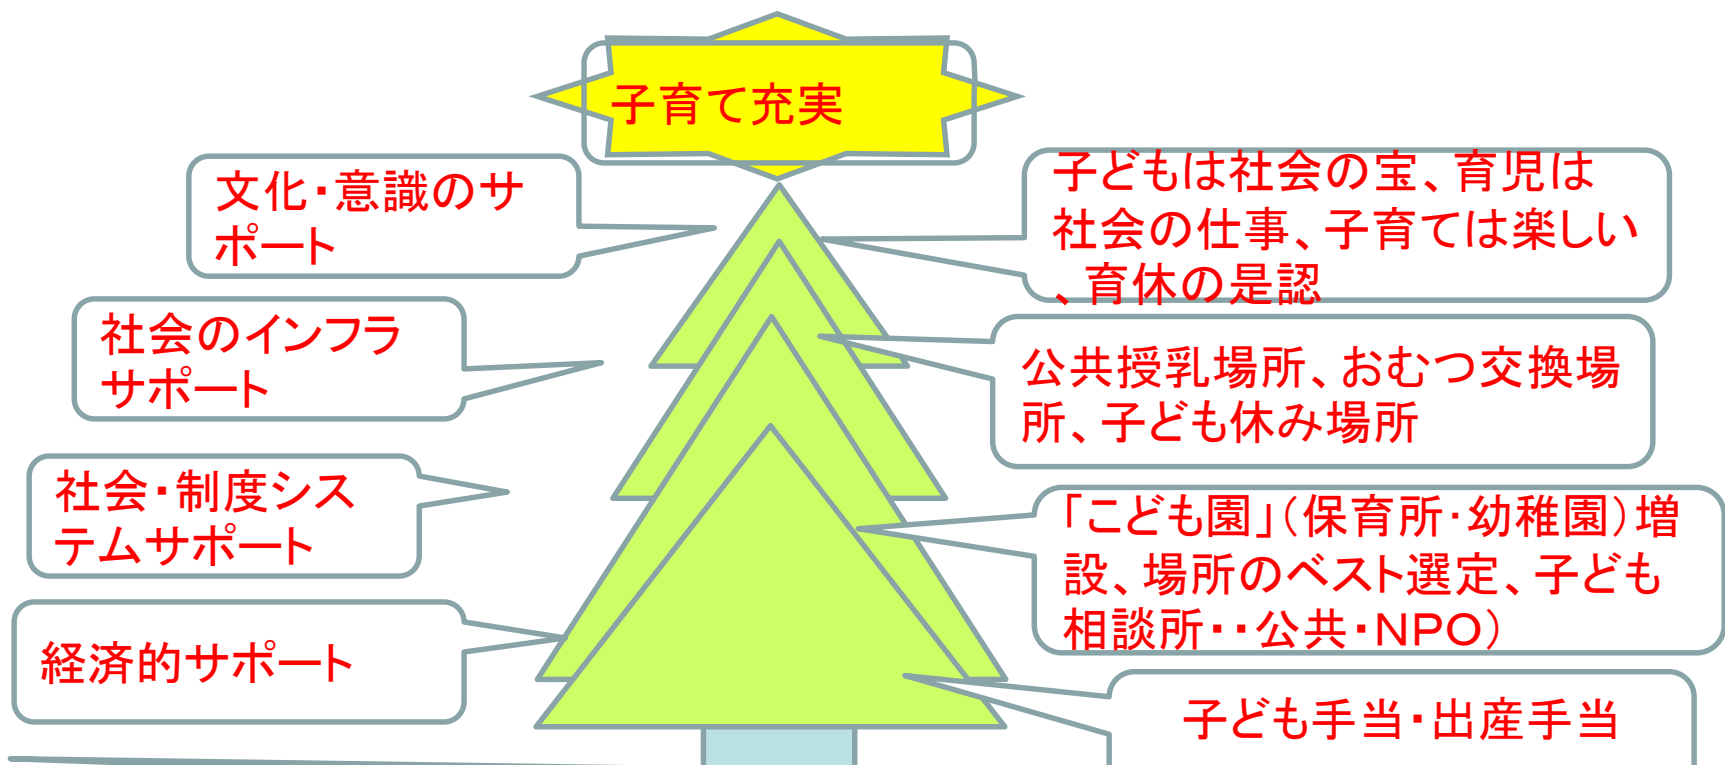 子育て充実
文化・意識のサ
ポート
子どもは社会の宝、育児は
社会の仕事、子育ては楽しい
、育休の是認
社会のインフラ
サポート
公共授乳場所、おむつ交換場
所、子ども休み場所
社会・制度シス
テムサポート
「こども園」(保育所・幼稚園)増
設、場所のベスト選定、子ども
相談所・・公共・NPO)
経済的サポート
子ども手当・出産手当